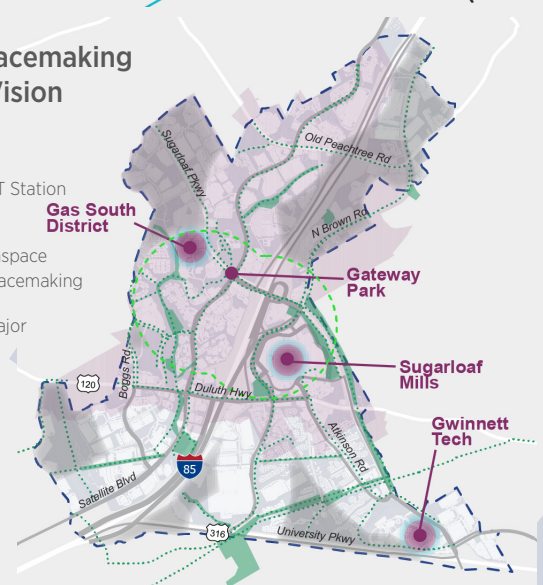 acemaking
Vision
T Station
nspace
acemaking
ajor
Sugarloaf Pkwy
Old Peachtree Rd
Gas South
District
N Brown Rd
Gateway
Park
Sugarloaf
Mills
120
Boggs Rd
Duluth Hwy
Gwinnett
Tech
Atkinson Rd
85
Satellite Blvd
316
University Pkwy